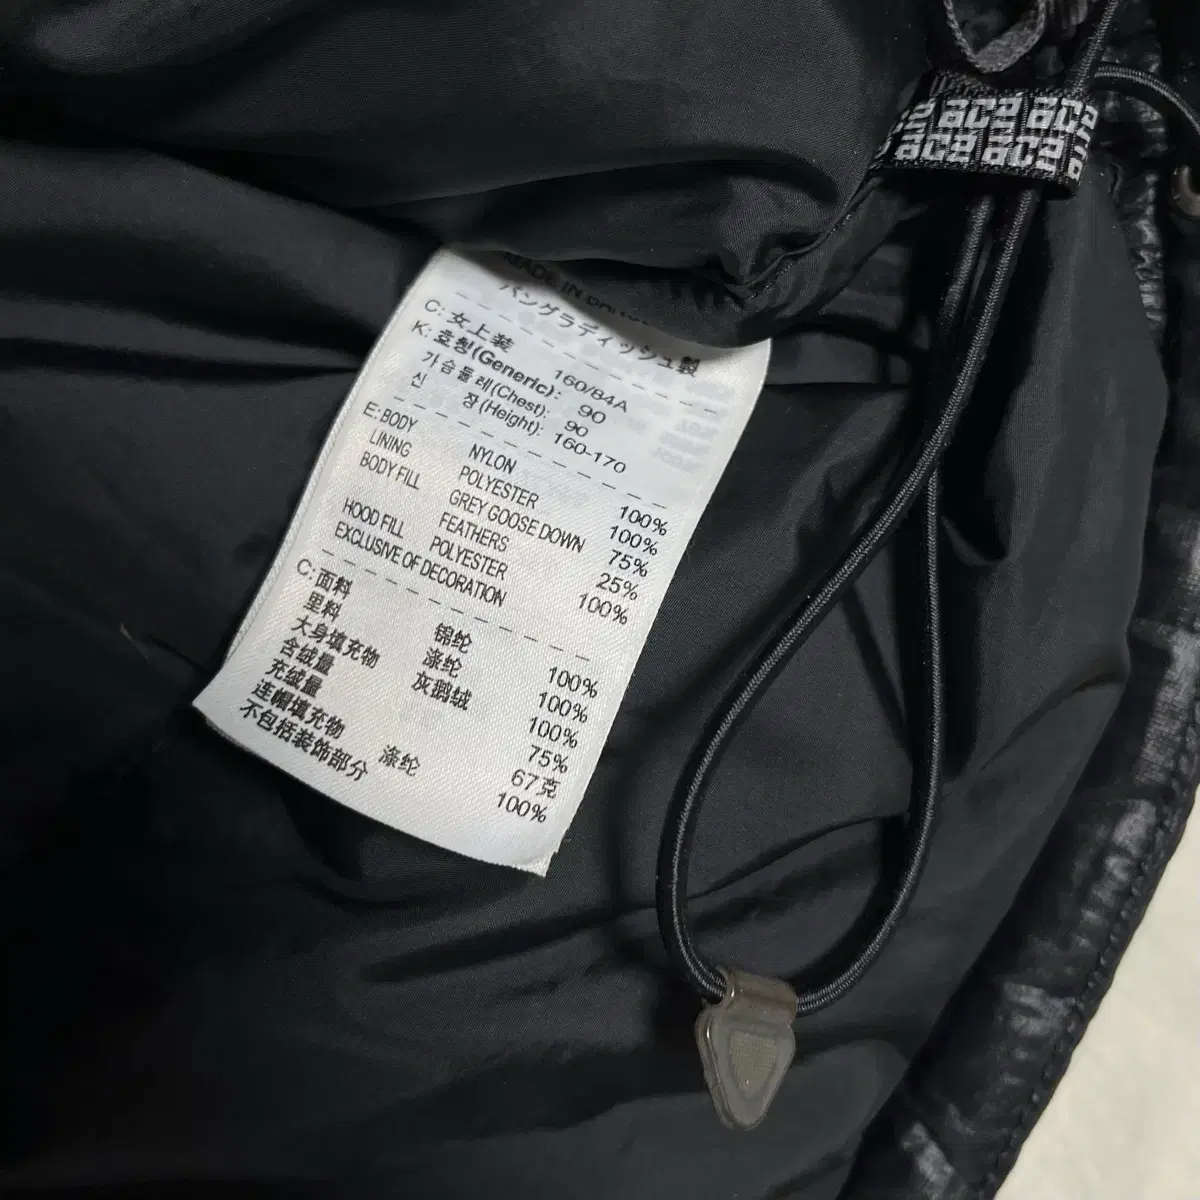 MADE IN
バングラディッシュ製
C: 女上装 160/84A
K: 호칭(Generic): 90
가슴둘레(Chest): 90
신 장(Height): 160-170
E: BODY NYLON 100%
LINING POLYESTER 100%
BODY FILL GREY GOOSE DOWN 75%
FEATHERS 25%
HOOD FILL POLYESTER 100%
EXCLUSIVE OF DECORATION
C: 面料 锦纶 100%
里料 涤纶 100%
大身填充物 灰鹅绒 100%
含绒量 75%
充绒量 67克
连帽填充物 涤纶 100%
不包括装饰部分